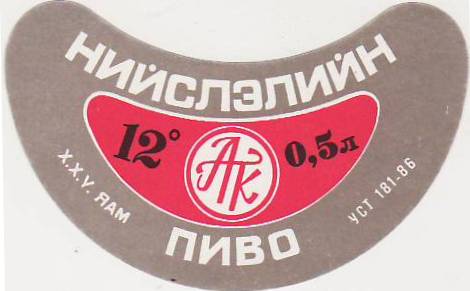 НИЙСЛЭЛИЙН
12° АК 0,5л
Х.Х.Ү. ЯАМ
УСТ 181-86
ПИВО